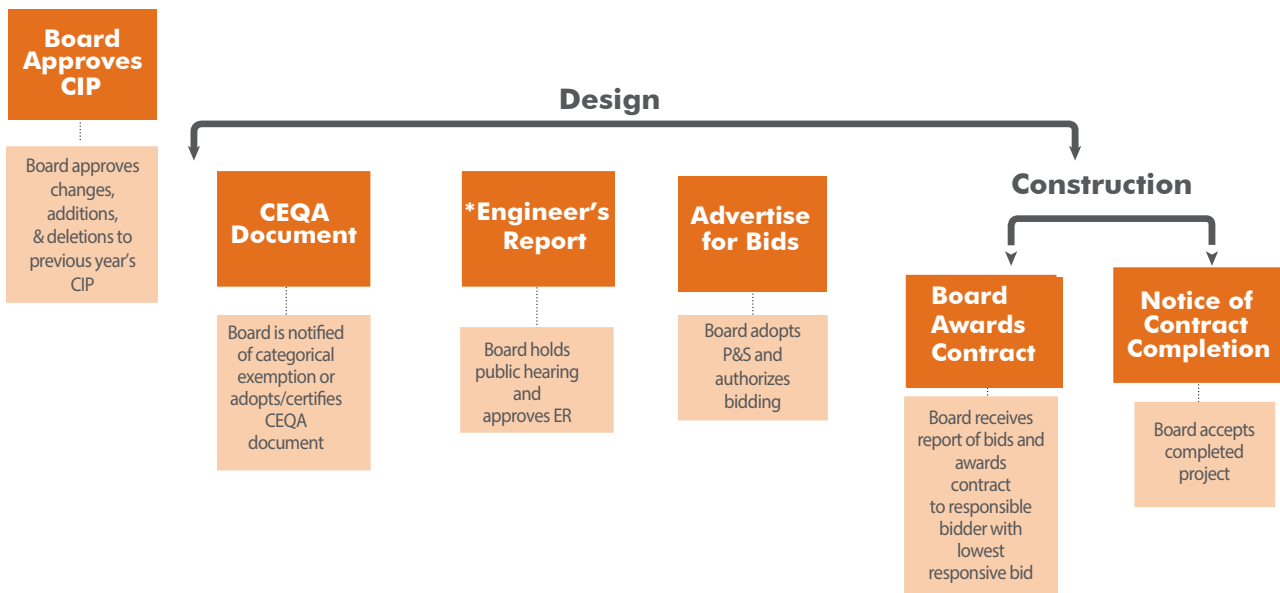 Board
Approves
CIP
Board approves
changes,
additions,
& deletions to
previous year's
CIP
Design
CEQA
Document
Board is notified
of categorical
exemption or
adopts/certifies
CEQA
document
*Engineer's
Report
Board holds
public hearing
and
approves ER
Advertise
for Bids
Board adopts
P&S and
authorizes
bidding
Construction
Board
Awards
Contract
Board receives
report of bids and
awards
contract
to responsible
bidder with
lowest
responsive bid
Notice of
Contract
Completion
Board accepts
completed
project